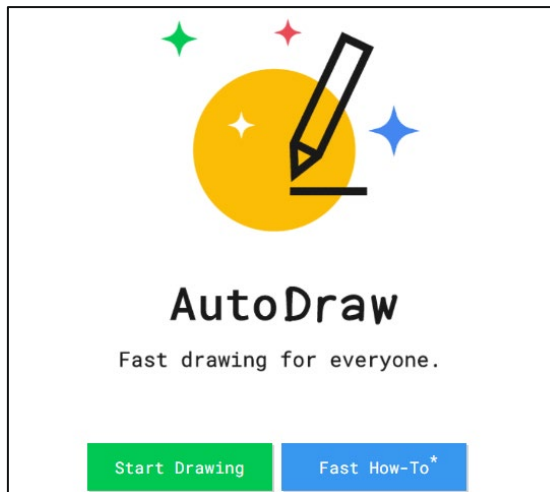 AutoDraw
Fast drawing for everyone.
Start Drawing
Fast How-To*